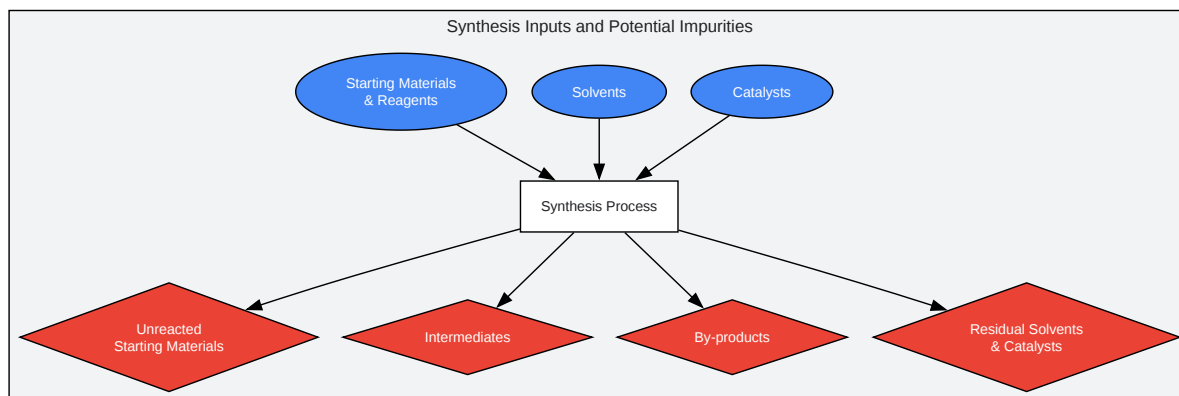 Synthesis Inputs and Potential Impurities
Starting Materials
& Reagents
Solvents
Catalysts
Synthesis Process
Unreacted
Starting Materials
Intermediates
By-products
Residual Solvents
& Catalysts